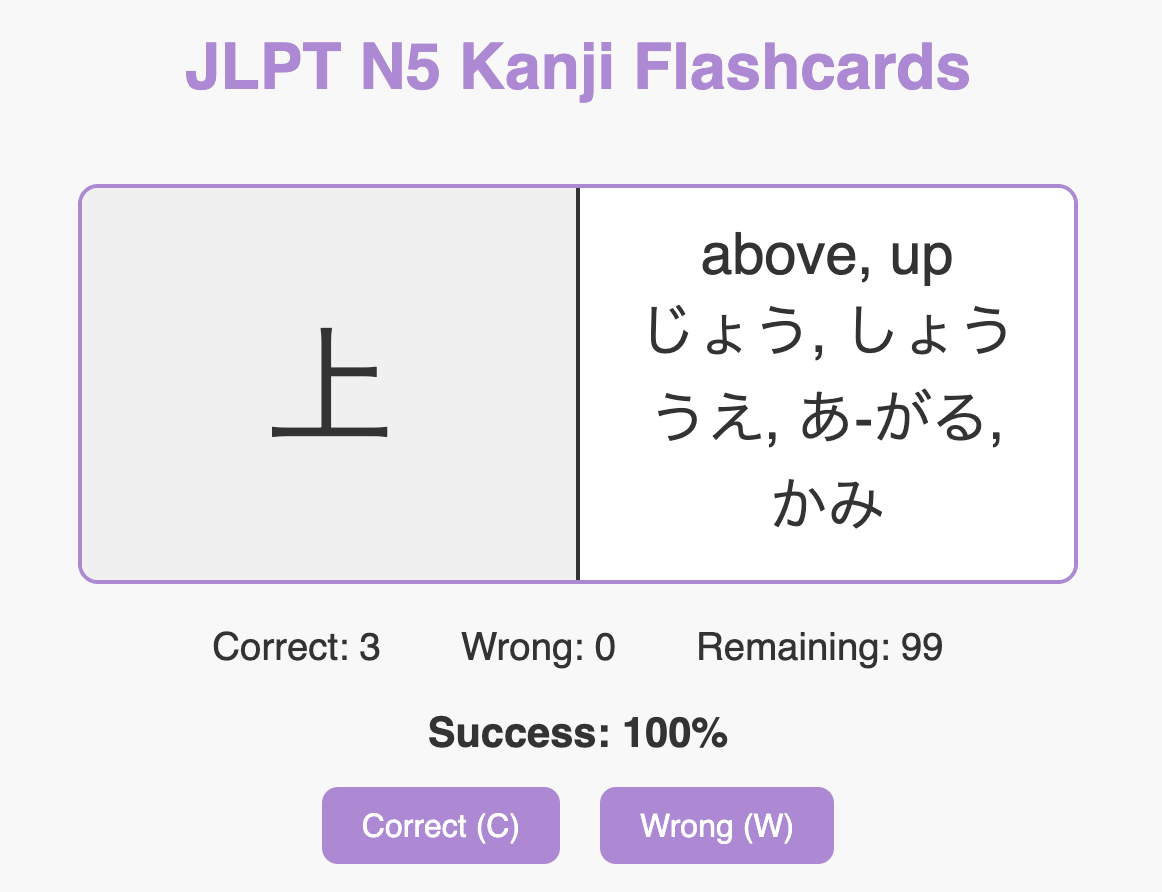 JLPT N5 Kanji Flashcards
上
above, up
じょう, しょう
うえ, あ-がる,
かみ
Correct: 3 Wrong: 0 Remaining: 99
Success: 100%
Correct (C) Wrong (W)